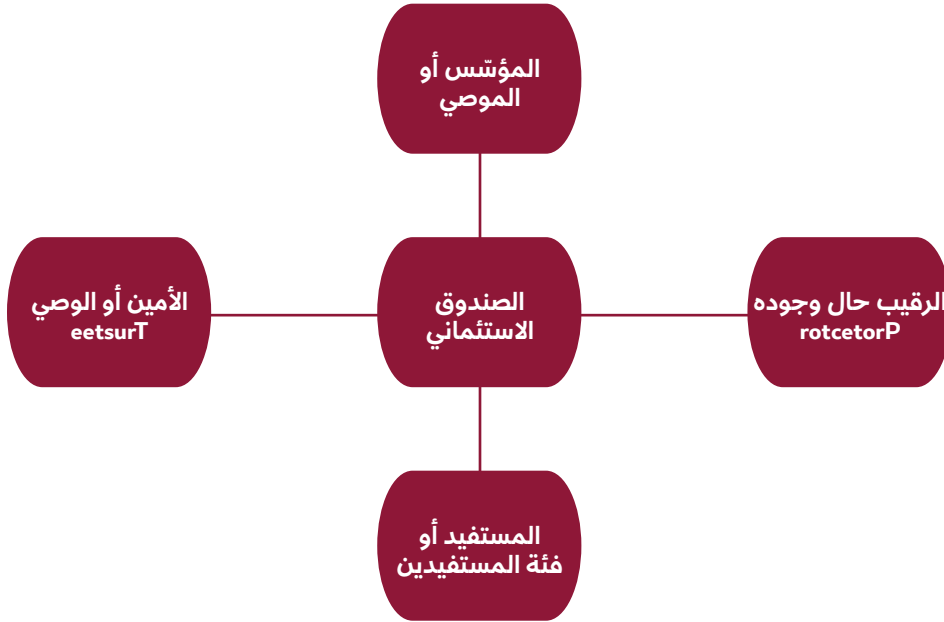 المؤسّس أو
الموصي
الرقيب حال وجوده
rotcetorP
الصندوق
الاستئماني
الأمين أو الوصي
eetsurT
المستفيد أو
فئة المستفيدين